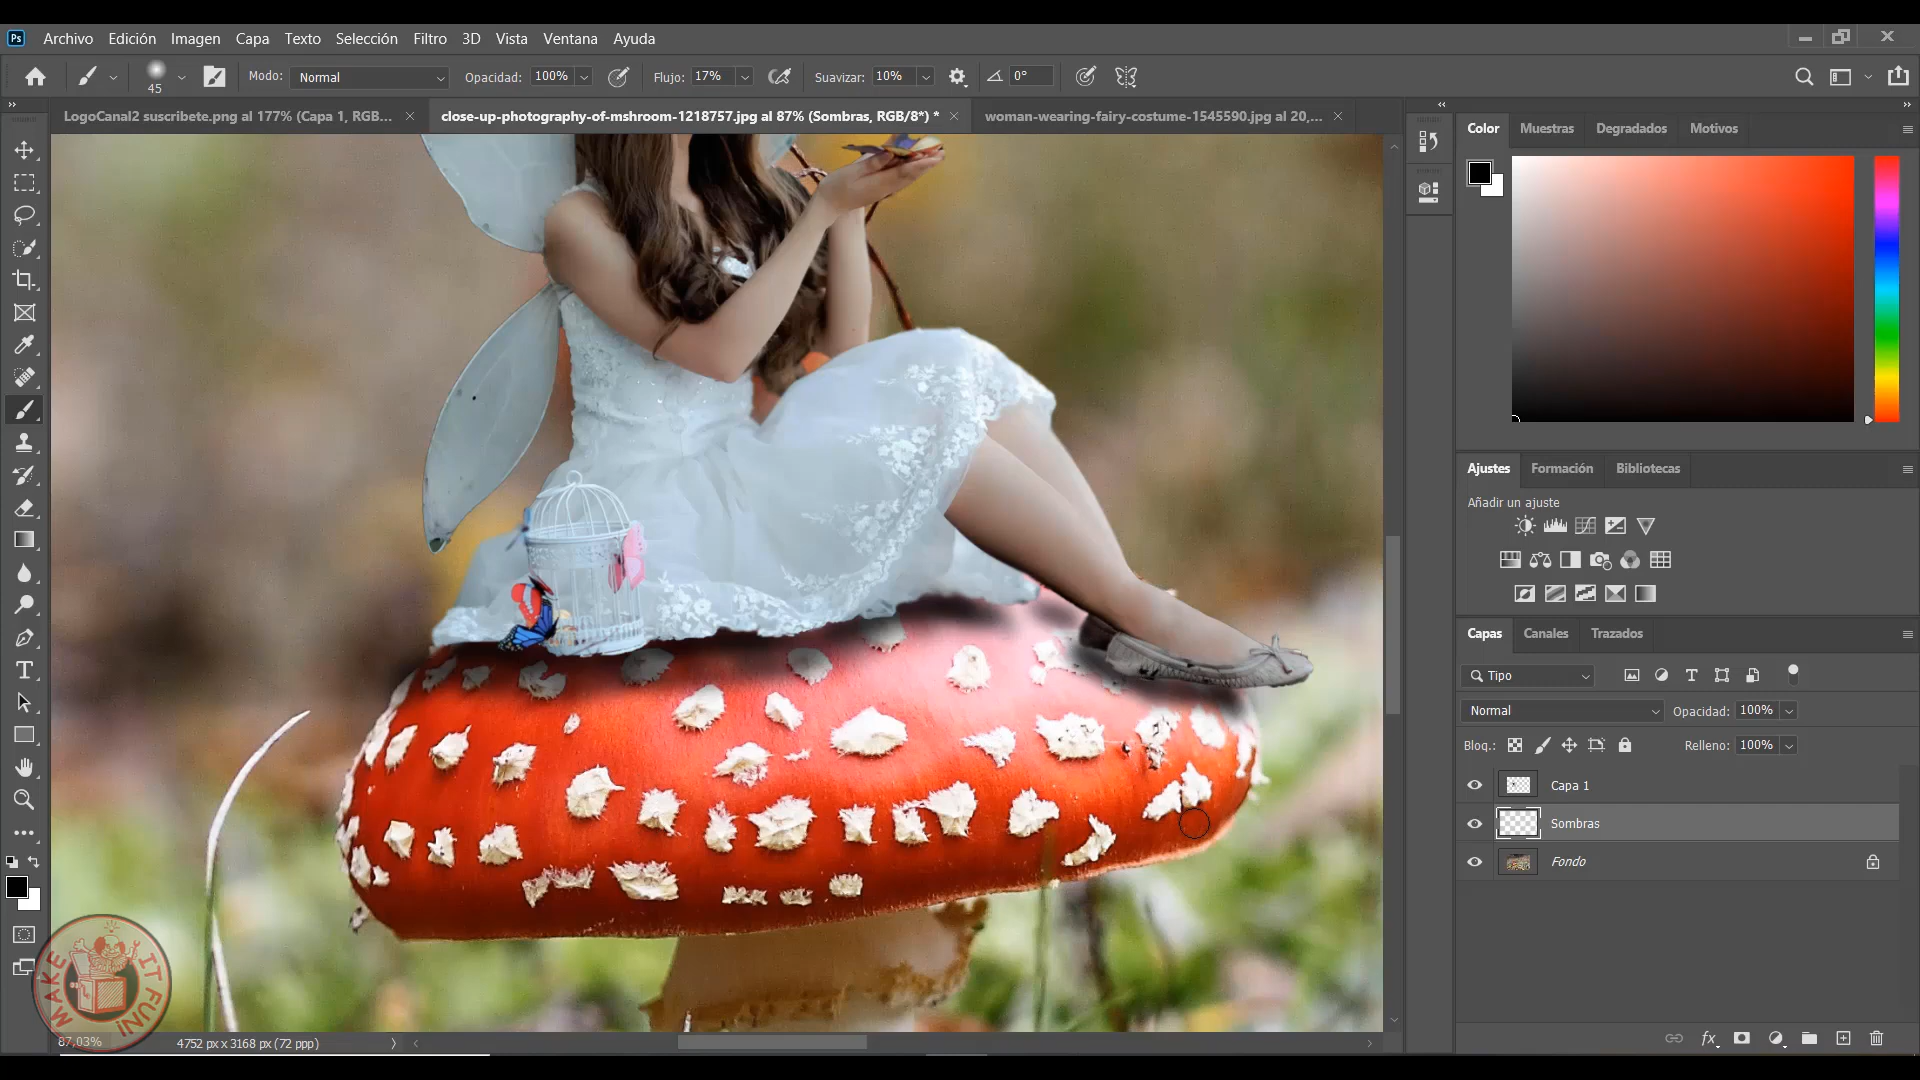 Ps Archivo Edición Imagen Capa Texto Selección Filtro 3D Vista Ventana Ayuda
45 Modo: Normal Opacidad: 100% Flujo: 17% Suavizar: 10% 0°
LogoCanal2 suscribete.png al 177% (Capa 1, RGB... close-up-photography-of-mshroom-1218757.jpg al 87% (Sombras, RGB/8*) * woman-wearing-fairy-costume-1545590.jpg al 20,...
Color Muestras Degradados Motivos
Ajustes Formación Bibliotecas
Añadir un ajuste
Capas Canales Trazados
Tipo
Normal Opacidad: 100%
Bloq.: Relleno: 100%
Capa 1
Sombras
Fondo
MAKE IT FUN!
87,03% 4752 px x 3168 px (72 ppp)
fx